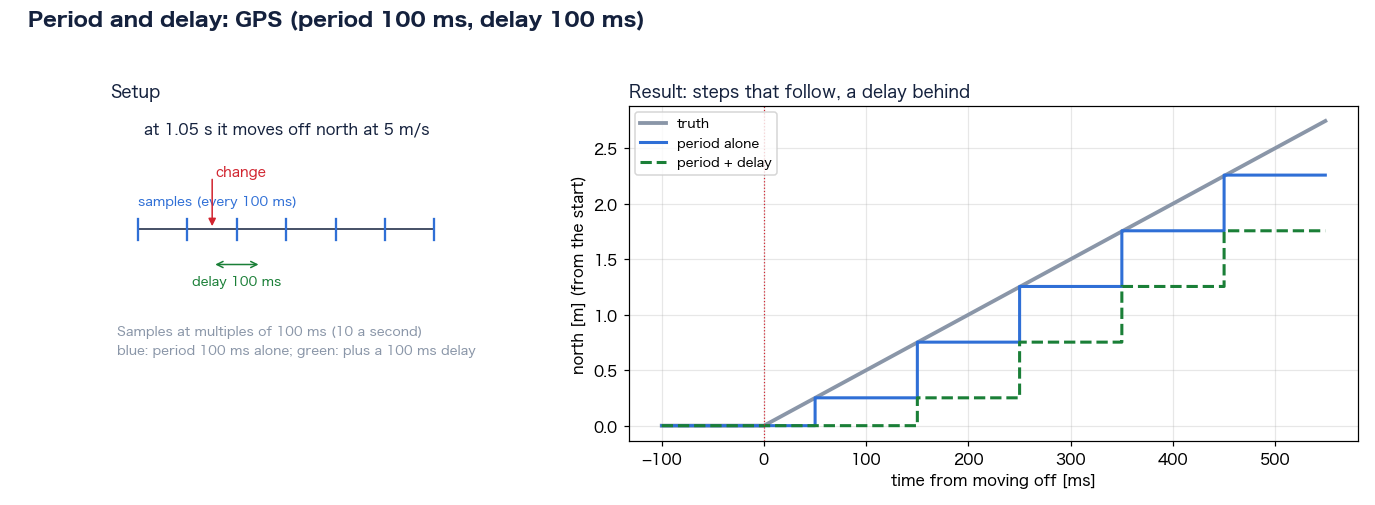 Period and delay: GPS (period 100 ms, delay 100 ms)
Setup
at 1.05 s it moves off north at 5 m/s
change
samples (every 100 ms)
delay 100 ms
Samples at multiples of 100 ms (10 a second)
blue: period 100 ms alone; green: plus a 100 ms delay
Result: steps that follow, a delay behind
truth
period alone
period + delay
north [m] (from the start)
2.5
2.0
1.5
1.0
0.5
0.0
−100 0 100 200 300 400 500
time from moving off [ms]